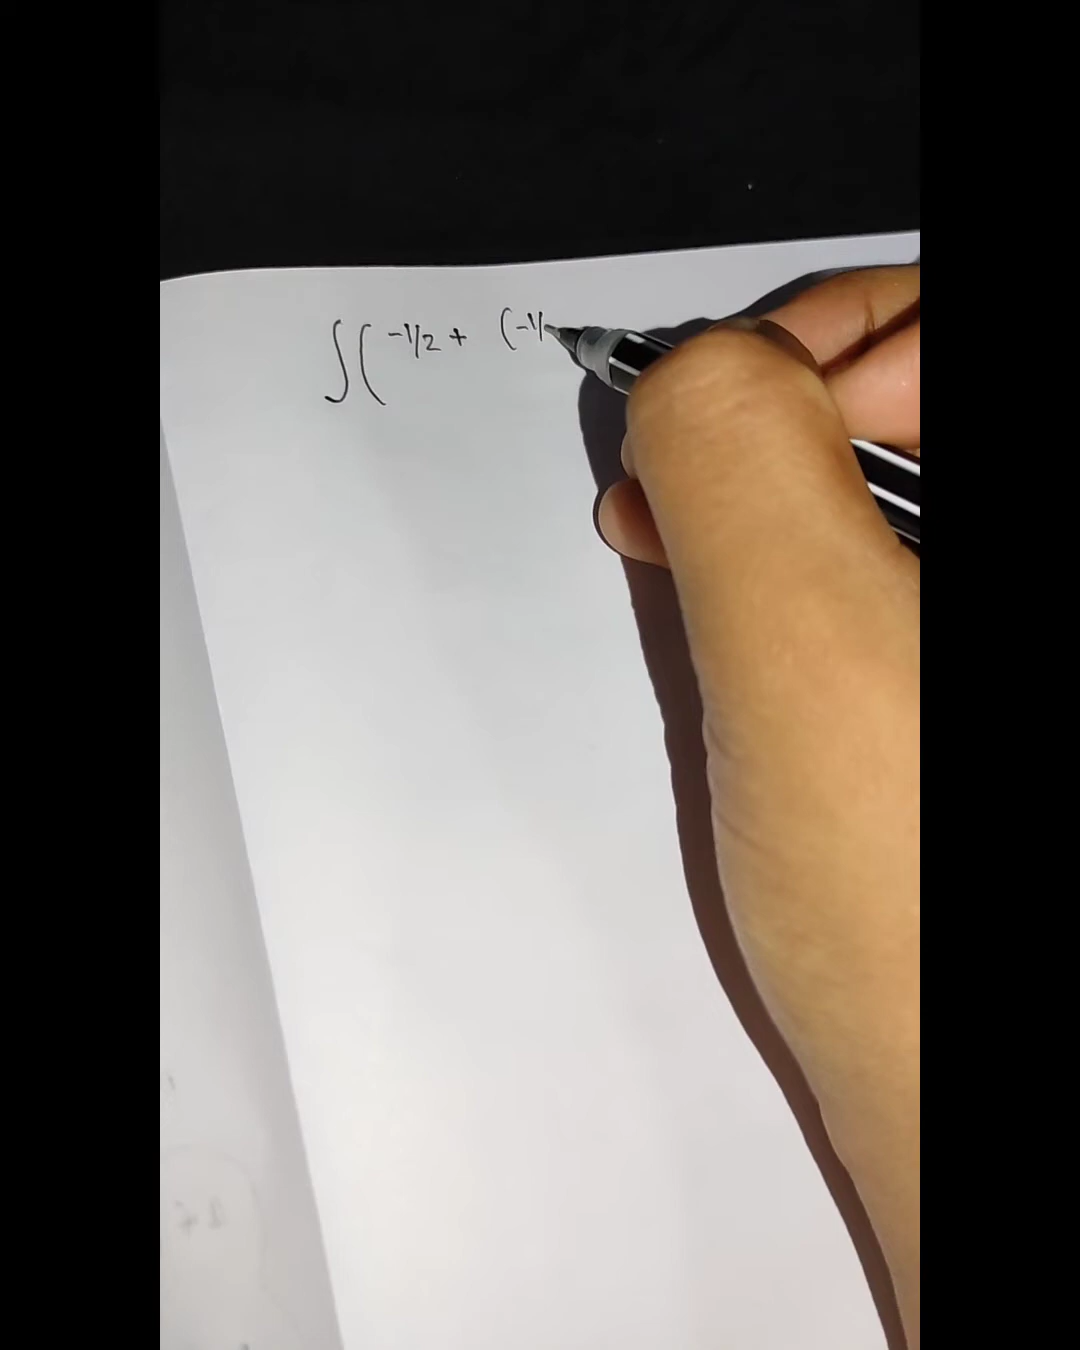 ∫( -1/2 + (-1/